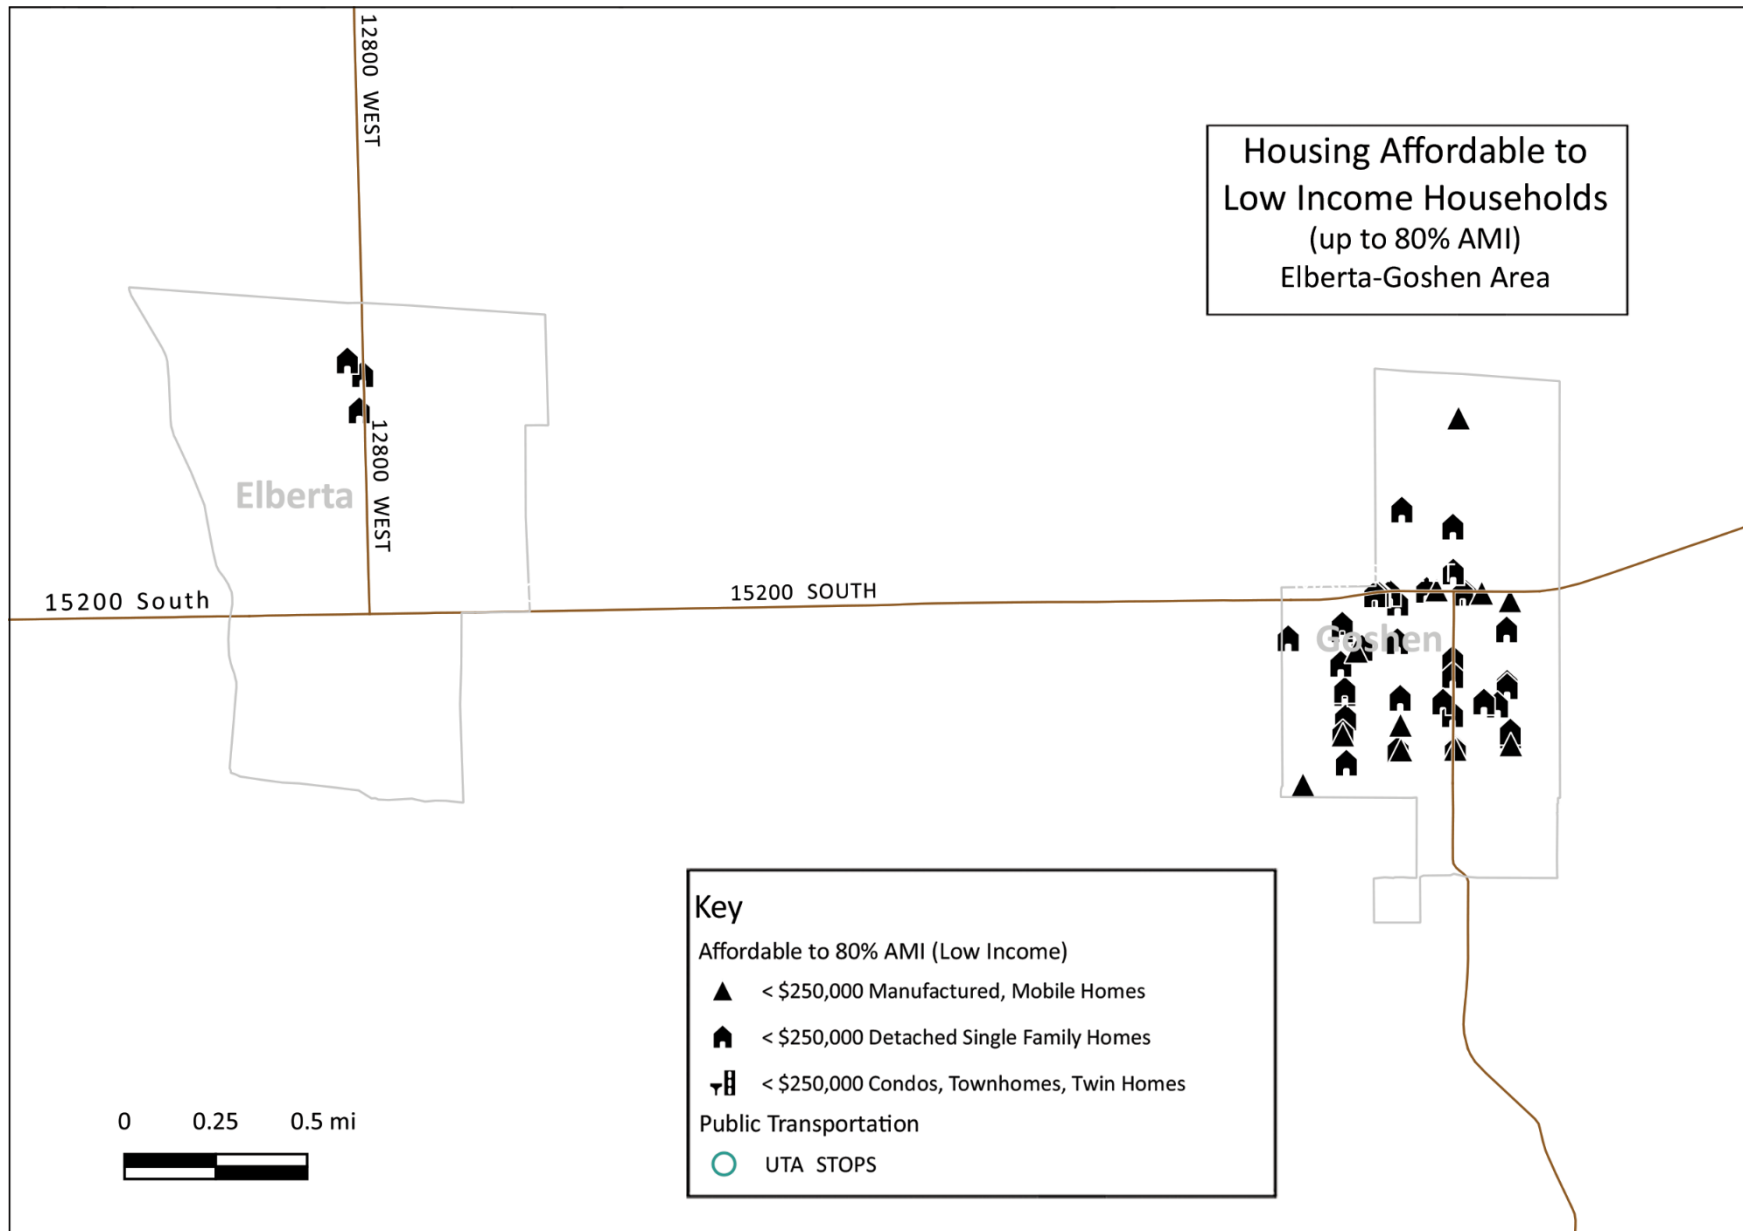 12800 WEST
Housing Affordable to
Low Income Households
(up to 80% AMI)
Elberta-Goshen Area
12800 WEST
Elberta
15200 South
15200 SOUTH
Goshen
Key
Affordable to 80% AMI (Low Income)
< $250,000 Manufactured, Mobile Homes
< $250,000 Detached Single Family Homes
< $250,000 Condos, Townhomes, Twin Homes
Public Transportation
UTA STOPS
0 0.25 0.5 mi